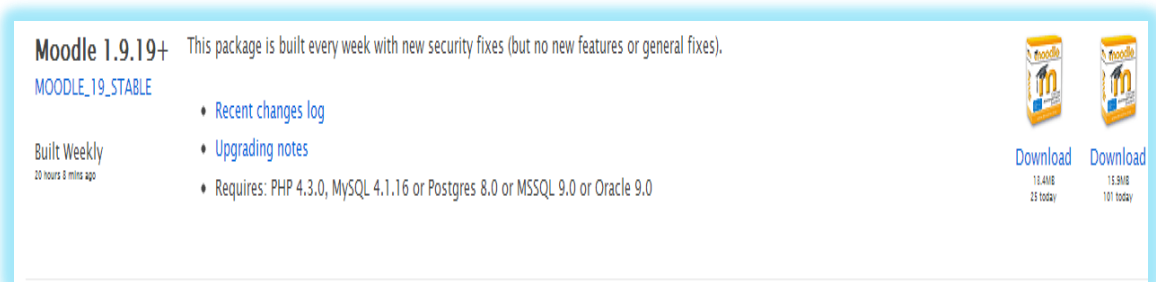 Moodle 1.9.19+
MOODLE_19_STABLE
Built Weekly
20 hours 8 mins ago
This package is built every week with new security fixes (but no new features or general fixes).
• Recent changes log
• Upgrading notes
• Requires: PHP 4.3.0, MySQL 4.1.16 or Postgres 8.0 or MSSQL 9.0 or Oracle 9.0
moodle
m
Download
25 today
moodle
m
Download
15.9MB
101 today